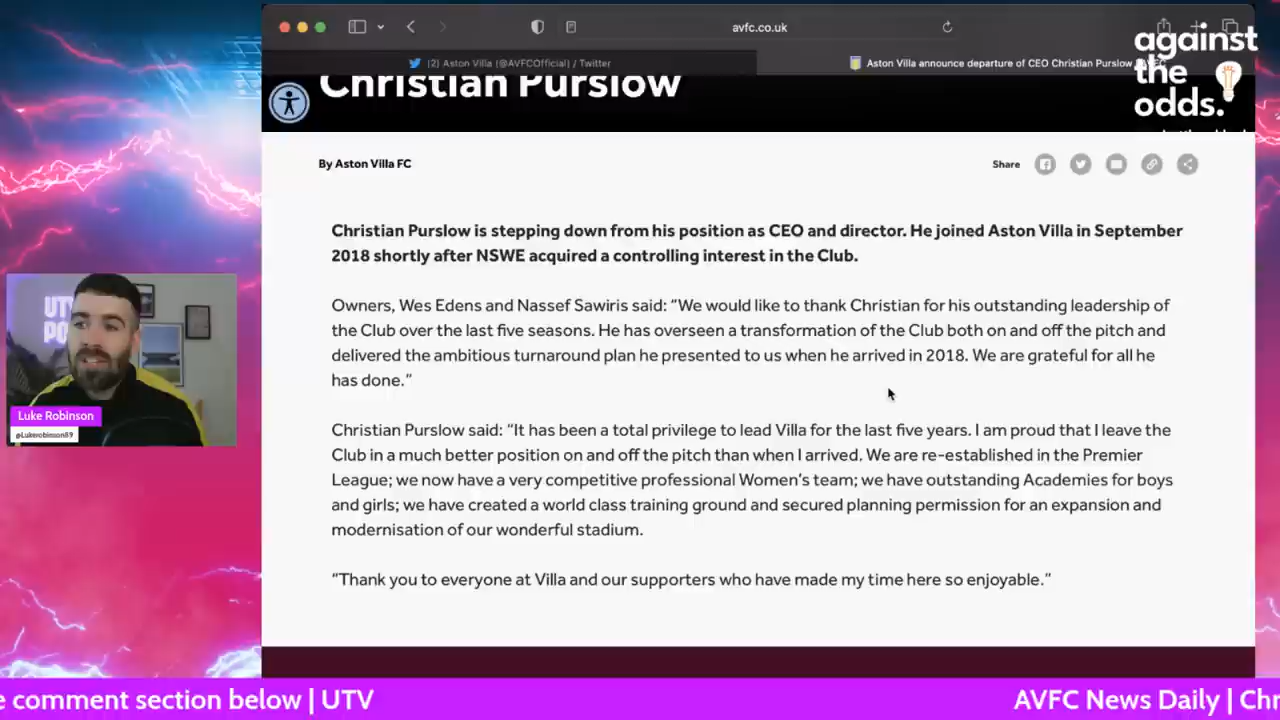 avfc.co.uk
(2) Aston Villa (@AVFCOfficial) / Twitter
Aston Villa announce departure of CEO Christian Purslow
against
the
odds.
Christian Purslow
By Aston Villa FC
Share
Christian Purslow is stepping down from his position as CEO and director. He joined Aston Villa in September
2018 shortly after NSWE acquired a controlling interest in the Club.
Owners, Wes Edens and Nassef Sawiris said: “We would like to thank Christian for his outstanding leadership of
the Club over the last five seasons. He has overseen a transformation of the Club both on and off the pitch and
delivered the ambitious turnaround plan he presented to us when he arrived in 2018. We are grateful for all he
has done.”
Christian Purslow said: “It has been a total privilege to led Villa for the last five years. I am proud that I leave the
Club in a much better position on and off the pitch than when I arrived. We are re-established in the Premier
League; we now have a very competitive professional Women’s team; we have outstanding Academies for boys
and girls; we have created a world class training ground and secured planning permission for an expansion and
modernisation of our wonderful stadium.
“Thank you to everyone at Villa and our supporters who have made my time here so enjoyable.”
UTV
PO
Luke Robinson
@Lukerobinson89
e comment section below | UTV
AVFC News Daily | Chr